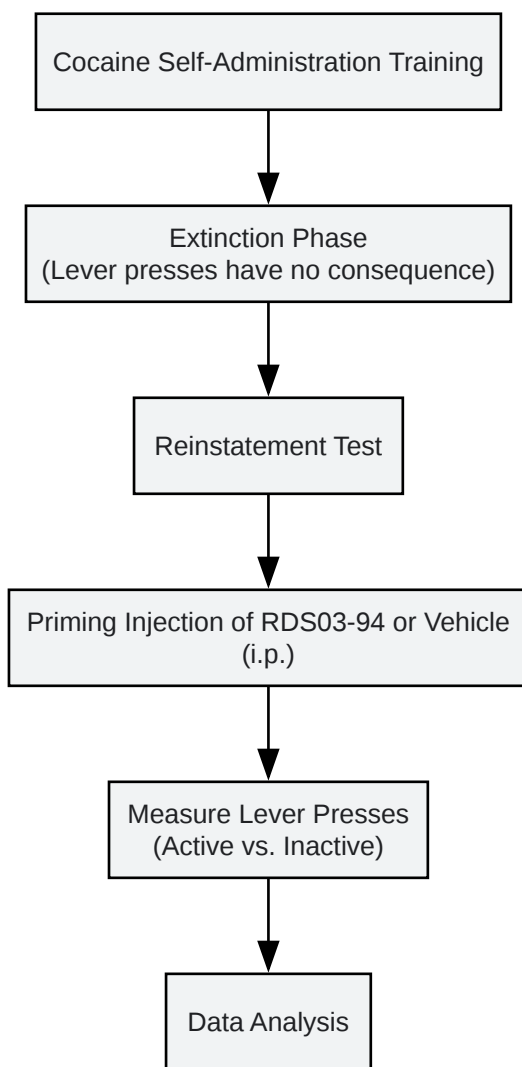 Cocaine Self-Administration Training
Extinction Phase
(Lever presses have no consequence)
Reinstatement Test
Priming Injection of RDS03-94 or Vehicle
(i.p.)
Measure Lever Presses
(Active vs. Inactive)
Data Analysis